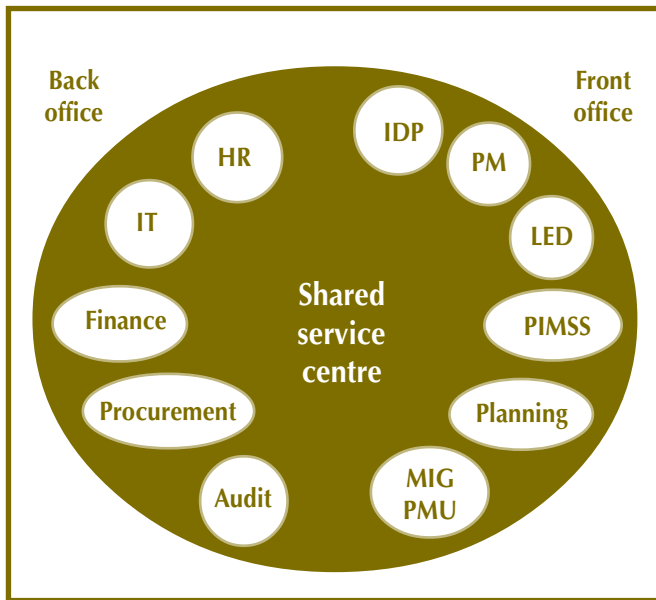 Back
office
Front
office
HR
IDP
PM
IT
LED
Finance
Shared
service
centre
PIMSS
Procurement
Planning
Audit
MIG
PMU